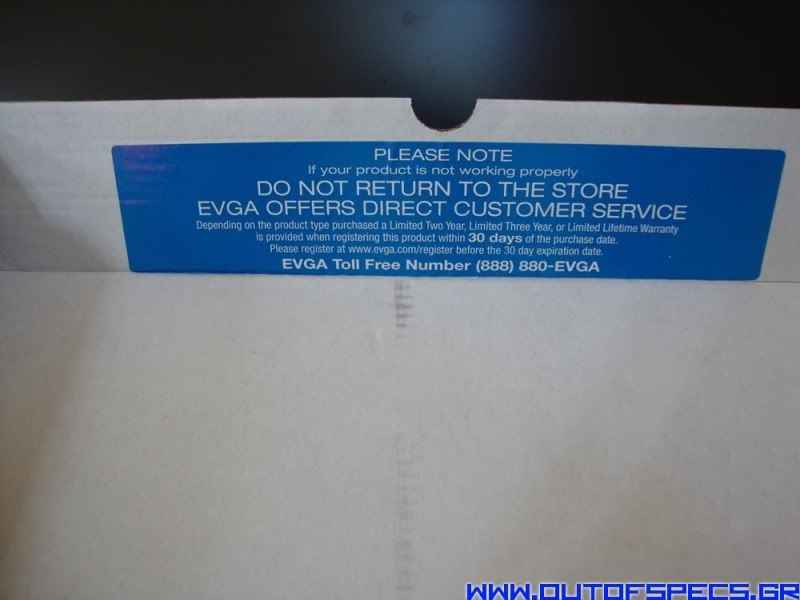 PLEASE NOTE
If your product is not working properly
DO NOT RETURN TO THE STORE
EVGA OFFERS DIRECT CUSTOMER SERVICE
Depending on the product type purchased a Limited Two Year, Limited Three Year, or Limited Lifetime Warranty
is provided when registering this product within 30 days of the purchase date.
Please register at www.evga.com/register before the 30 day expiration date.
EVGA Toll Free Number (888) 880-EVGA
WWW.OUTOFSPECS.GR